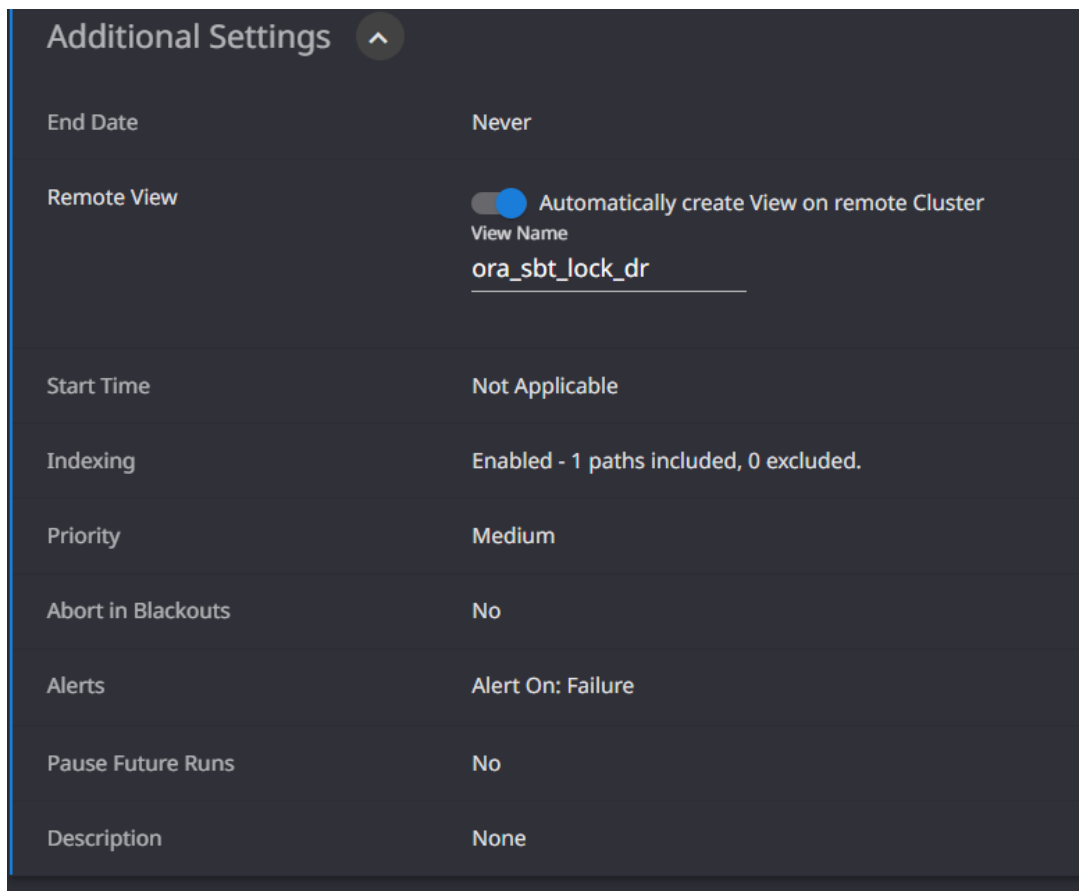 Additional Settings
End Date Never
Remote View Automatically create View on remote Cluster
View Name
ora_sbt_lock_dr
Start Time Not Applicable
Indexing Enabled - 1 paths included, 0 excluded.
Priority Medium
Abort in Blackouts No
Alerts Alert On: Failure
Pause Future Runs No
Description None